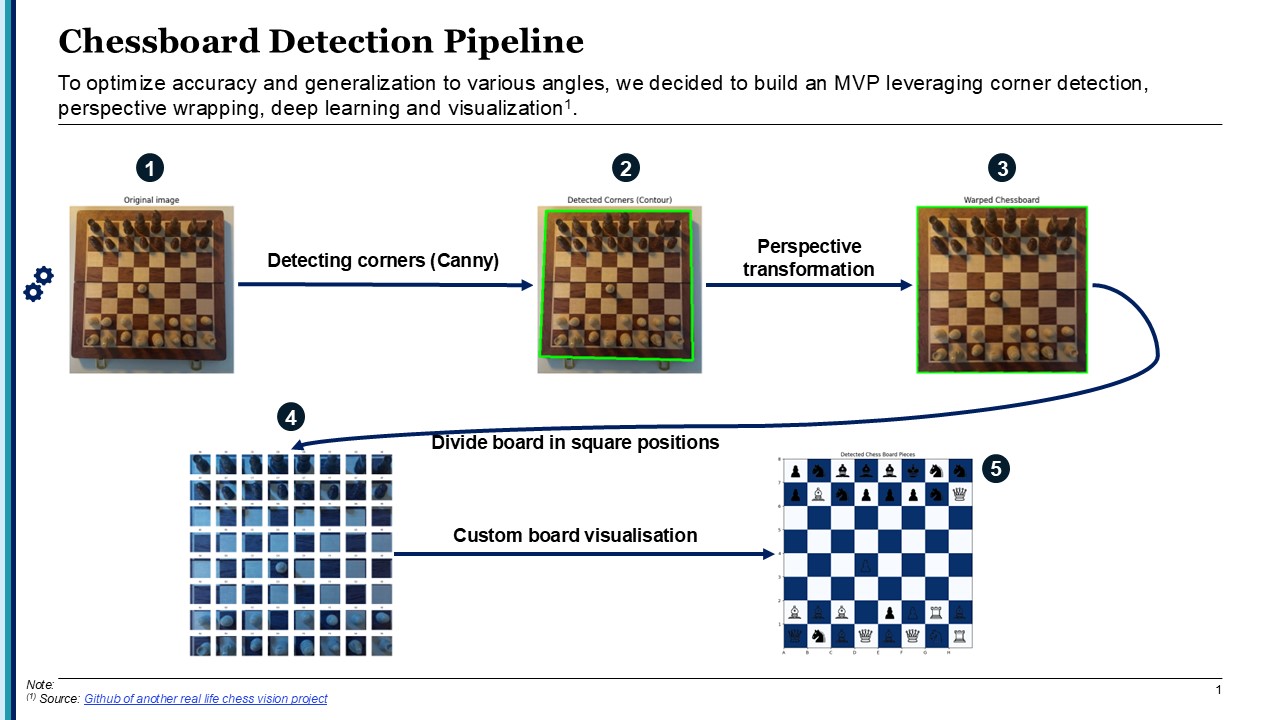 Chessboard Detection Pipeline
To optimize accuracy and generalization to various angles, we decided to build an MVP leveraging corner detection,
perspective wrapping, deep learning and visualization¹.
1
2
3
Original image
Detected Corners (Contour)
Warped Chessboard
Detecting corners (Canny)
Perspective
transformation
4
Divide board in square positions
5
Detected Chess Board Pieces
8
7
6
5
4
3
2
1
A B C D E F G H
Custom board visualisation
Note:
(1) Source: Github of another real life chess vision project
1